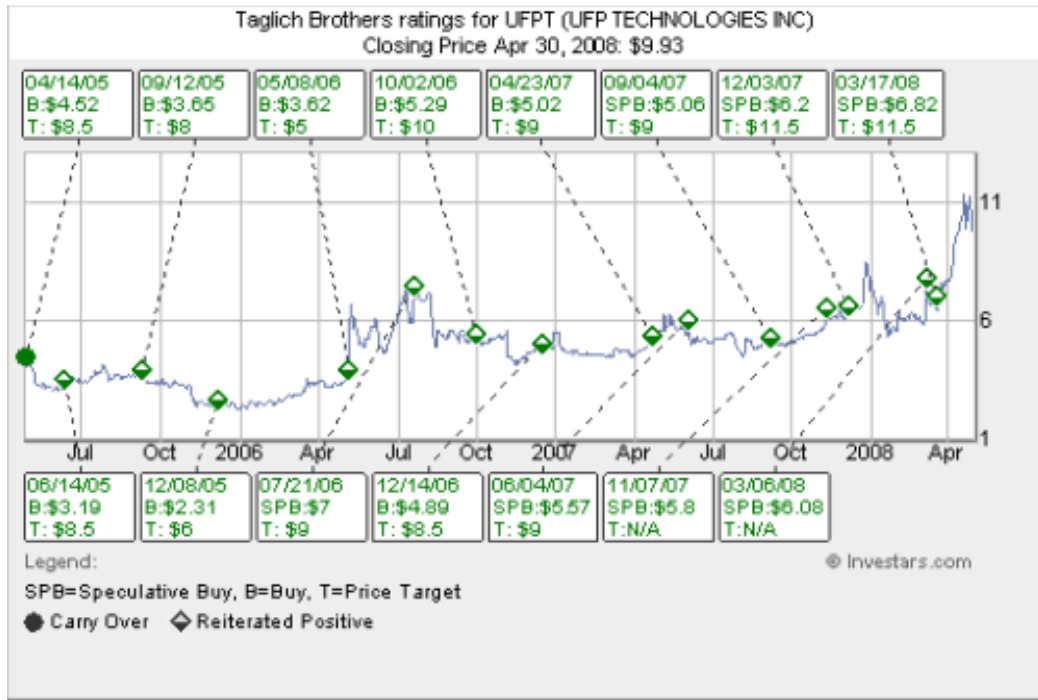 Taglich Brothers ratings for UFPT (UFP TECHNOLOGIES INC)
Closing Price Apr 30, 2008: $9.93
04/14/05
B:$4.52
T: $8.5
09/12/05
B:$3.65
T: $8
05/08/06
B:$3.62
T: $5
10/02/06
B:$5.29
T: $10
04/23/07
B:$5.02
T: $9
09/04/07
SPB:$5.06
T: $9
12/03/07
SPB:$6.2
T: $11.5
03/17/08
SPB:$6.82
T: $11.5
11
6
1
Jul Oct 2006 Apr Jul Oct 2007 Apr Jul Oct 2008 Apr
06/14/05
B:$3.19
T: $8.5
12/08/05
B:$2.31
T: $6
07/21/06
SPB:$7
T: $9
12/14/06
B:$4.89
T: $8.5
06/04/07
SPB:$5.57
T: $9
11/07/07
SPB:$5.8
T:N/A
03/06/08
SPB:$6.08
T:N/A
Legend:
© Investars.com
SPB=Speculative Buy, B=Buy, T=Price Target
Carry Over Reiterated Positive